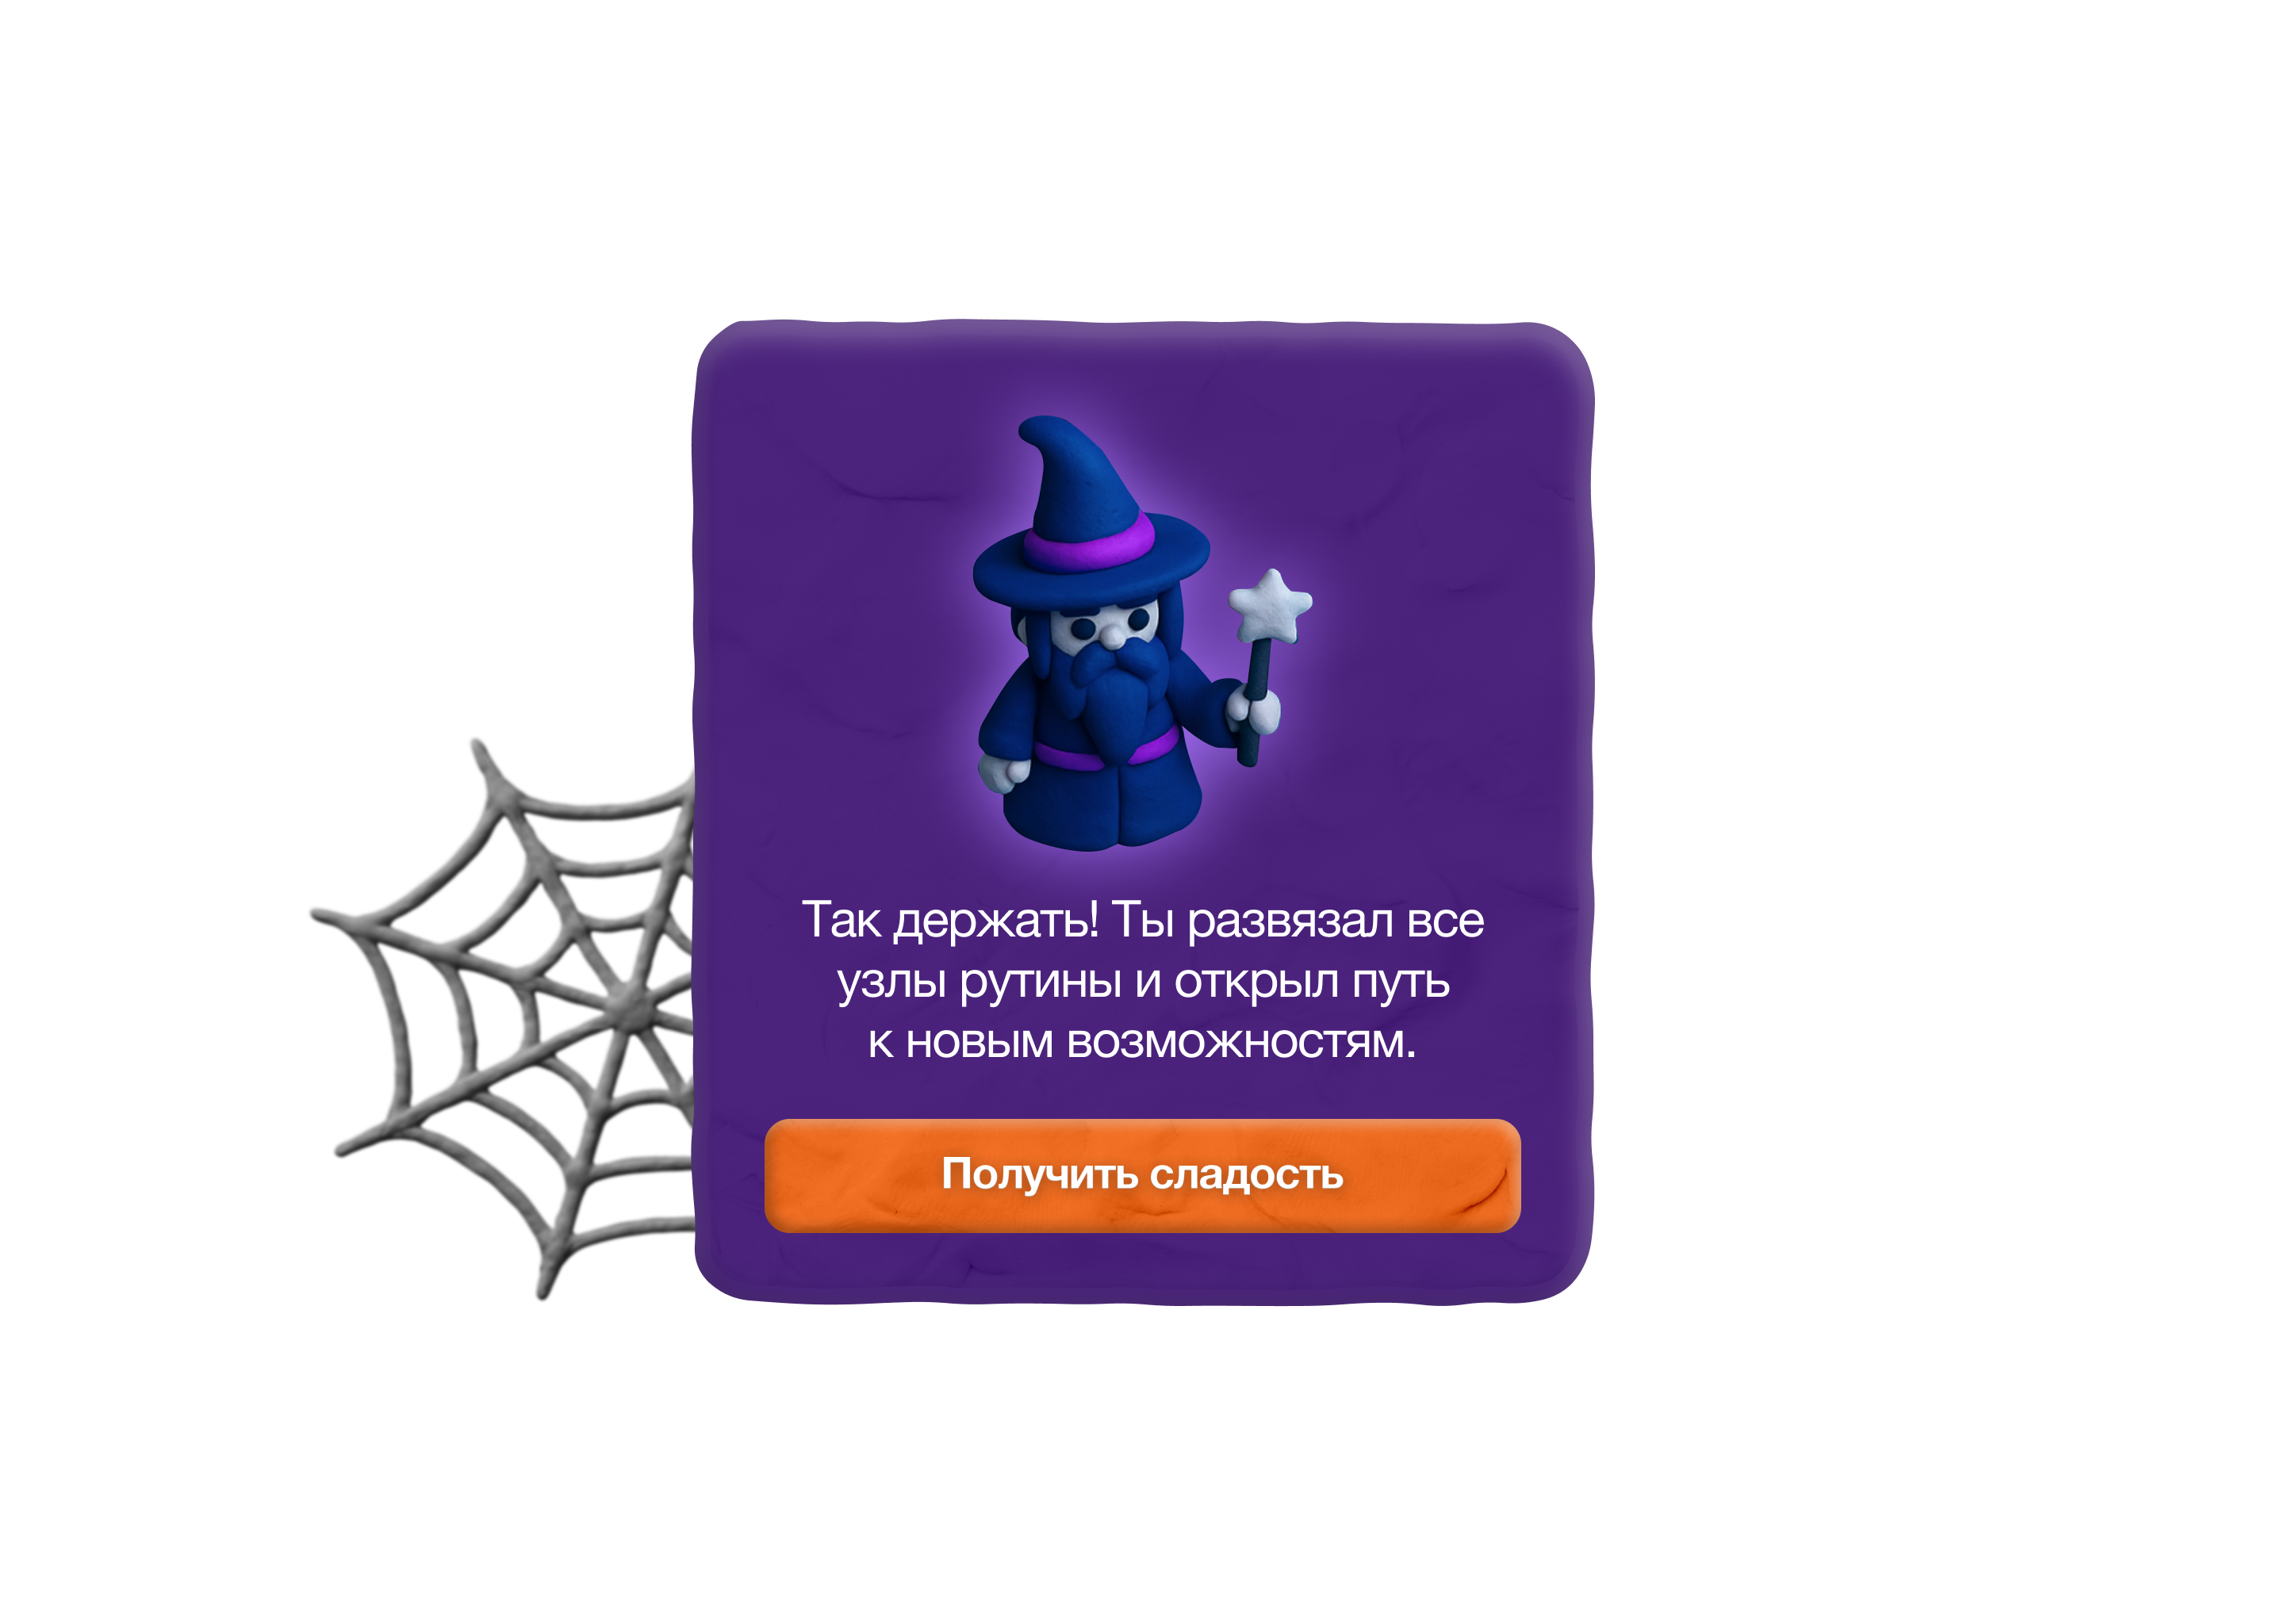 Так держать! Ты развязал все
узлы рутины и открыл путь
к новым возможностям.
Получить сладость